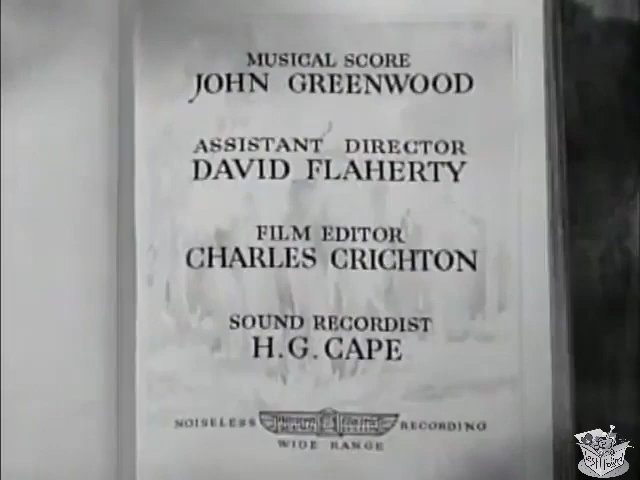 MUSICAL SCORE
JOHN GREENWOOD
ASSISTANT DIRECTOR
DAVID FLAHERTY
FILM EDITOR
CHARLES CRICHTON
SOUND RECORDIST
H.G. CAPE
NOISELESS RECORDING
WIDE RANGE